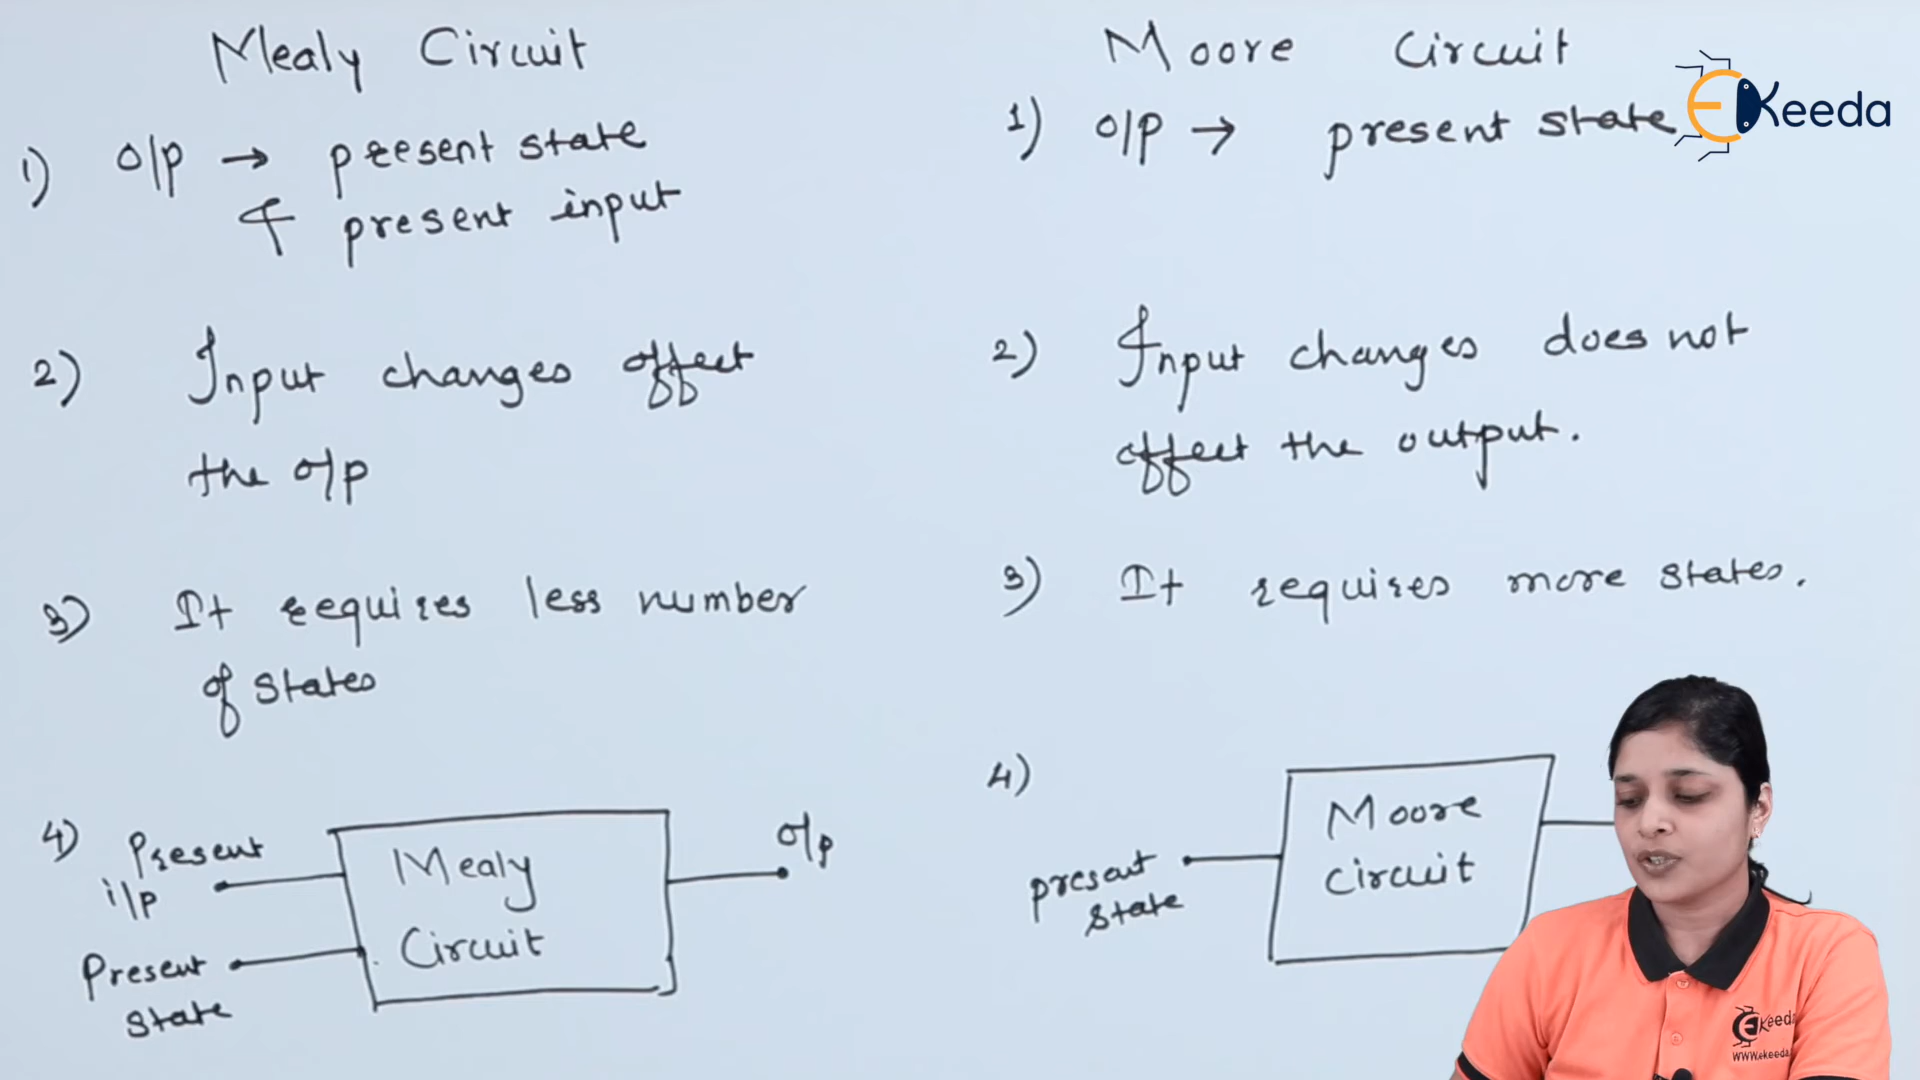 Mealy Circuit
1) o/p → present state
& present input
2) Input changes affect
the o/p
3) It requires less number
of states
4) Present
i/p
Present
state
Mealy
Circuit
o/p
Moore Circuit
1) o/p → present state
2) Input changes does not
affect the output.
3) It requires more states.
4)
present
state
Moore
circuit
EKeeda
EKeeda
www.ekeeda.